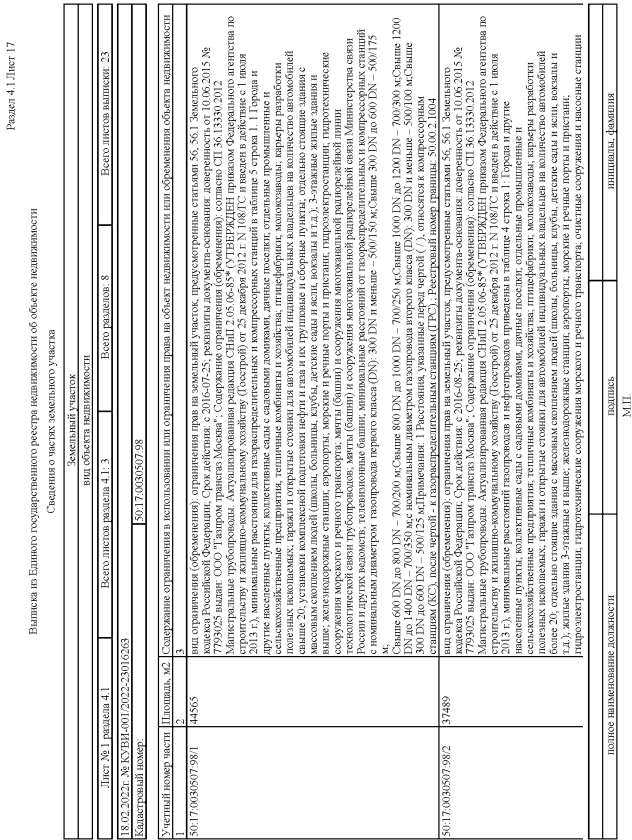 Раздел 4.1 Лист 17
Выписка из Единого государственного реестра недвижимости об объекте недвижимости
Сведения о частях земельного участка
Земельный участок
вид объекта недвижимости
Лист № 1 раздела 4.1
Всего листов раздела 4.1: 3
Всего разделов: 8
Всего листов выписки: 23
18.02.2022г. № КУВИ-001/2022-23016263
Кадастровый номер:
50:17:0030507:98
Учетный номер части
Площадь, м2
Содержание ограничения в использовании или ограничения права на объект недвижимости или обременения объекта недвижимости
1
2
3
50:17:0030507:98/1
44565
вид ограничения (обременения): ограничения прав на земельный участок, предусмотренные статьями 56, 56.1 Земельного
кодекса Российской Федерации; Срок действия: с 2016-07-25; реквизиты документа-основания: доверенность от 10.06.2015 №
7793025 выдан: ООО "Газпром трансгаз Москва"; Содержание ограничения (обременения): согласно СП 36.13330.2012
Магистральные трубопроводы. Актуализированная редакция СНиП 2.05.06-85* (УТВЕРЖДЕН приказом Федерального агентства по
строительству и жилищно-коммунальному хозяйству (Госстрой) от 25 декабря 2012 г. N 108/ГС и введен в действие с 1 июля
2013 г.), минимальные расстояния для газораспределительных и компрессорных станций в таблице 5 строка 1. 1 Города и
другие населенные пункты; коллективные сады с садовыми домиками, дачные поселки; отдельные промышленные и
сельскохозяйственные предприятия, тепличные комбинаты и хозяйства; птицефабрики; молокозаводы; карьеры разработки
полезных ископаемых; гаражи и открытые стоянки для автомобилей индивидуальных владельцев на количество автомобилей
свыше 20; установки комплексной подготовки нефти и газа и их групповые и сборные пункты; отдельно стоящие здания с
массовым скоплением людей (школы, больницы, клубы, детские сады и ясли, вокзалы и т.д.); 3-этажные жилые здания и
выше; железнодорожные станции; аэропорты; морские и речные порты и пристани; гидроэлектростанции; гидротехнические
сооружения морского и речного транспорта; мачты (башни) и сооружения многоканальной радиорелейной линии
технологической связи трубопроводов, мачты (башни) и сооружения многоканальной радиорелейной связи Министерства связи
России и других ведомств; телевизионные башни; минимальные расстояния от газораспределительных и компрессорных станций
с номинальным диаметром газопровода первого класса (DN): 300 DN и меньше – 500/150 м;Свыше 300 DN до 600 DN – 500/175
м;
Свыше 600 DN до 800 DN – 700/200 м;Свыше 800 DN до 1000 DN – 700/250 м;Свыше 1000 DN до 1200 DN – 700/300 м;Свыше 1200
DN до 1400 DN – 700/350 м;с номинальным диаметром газопровода второго класса (DN): 300 DN и меньше – 500/100 м;Свыше
300 DN до 600 DN – 500/125 м.Примечания: 1 Расстояния, указанные перед чертой ( / ), относятся к компрессорным
станциям (КС), после чертой - к газораспределительным станциям (ГРС).; Реестровый номер границы: 50.00.2.1004
50:17:0030507:98/2
37489
вид ограничения (обременения): ограничения прав на земельный участок, предусмотренные статьями 56, 56.1 Земельного
кодекса Российской Федерации; Срок действия: с 2016-08-25; реквизиты документа-основания: доверенность от 10.06.2015 №
7793025 выдан: ООО "Газпром трансгаз Москва"; Содержание ограничения (обременения): согласно СП 36.13330.2012
Магистральные трубопроводы. Актуализированная редакция СНиП 2.05.06-85* (УТВЕРЖДЕН приказом Федерального агентства по
строительству и жилищно-коммунальному хозяйству (Госстрой) от 25 декабря 2012 г. N 108/ГС и введен в действие с 1 июля
2013 г.), минимальные расстояний газопроводов и нефтепроводов приведены в таблице 4 строка 1: Города и другие
населенные пункты; коллективные сады с садовыми домиками, дачные поселки; отдельные промышленные и
сельскохозяйственные предприятия; тепличные комбинаты и хозяйства; птицефабрики; молокозаводы; карьеры разработки
полезных ископаемых; гаражи и открытые стоянки для автомобилей индивидуальных владельцев на количество автомобилей
более 20; отдельно стоящие здания с массовым скоплением людей (школы, больницы, клубы, детские сады и ясли, вокзалы и
т.д.); жилые здания 3-этажные и выше; железнодорожные станции; аэропорты; морские и речные порты и пристани;
гидроэлектростанции; гидротехнические сооружения морского и речного транспорта; очистные сооружения и насосные станции
полное наименование должности
подпись
инициалы, фамилия
М.П.